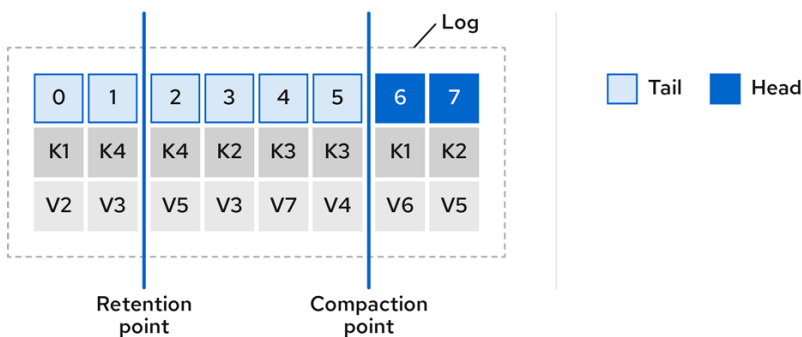 Log
0 1 2 3 4 5 6 7
K1 K4 K4 K2 K3 K3 K1 K2
V2 V3 V5 V3 V7 V4 V6 V5
Retention
point
Compaction
point
Tail
Head